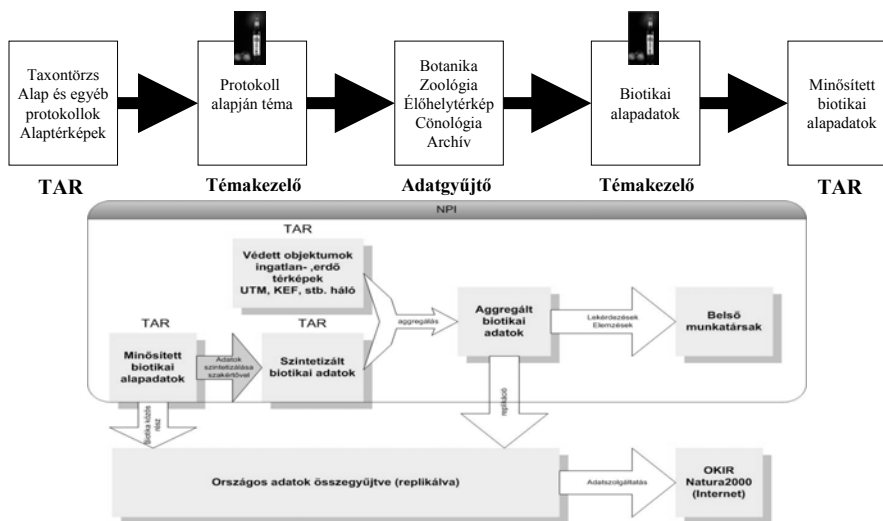 Taxontörzs
Alap és egyéb
protokollok
Alaptérképek
Protokoll
alapján téma
Botanika
Zoológia
Élőhelytérkép
Cönológia
Archív
Biotikai
alapadatok
Minősített
biotikai
alapadatok
TAR
Témakezelő
Adatgyűjtő
Témakezelő
TAR
NPI
TAR
Védett objektumok
ingatlan- ,erdő
térképek
UTM, KEF, stb. háló
TAR
Minősített
biotikai
alapadatok
Adatok
szintetizálása
szakértővel
TAR
Szintetizált
biotikai adatok
aggregálás
Aggregált
biotikai
adatok
Lekérdezések
Elemzések
Belső
munkatársak
Biotika közös
rész
replikáció
Országos adatok összegyűjtve (replikálva)
Adatszolgáltatás
OKIR
Natura2000
(Internet)